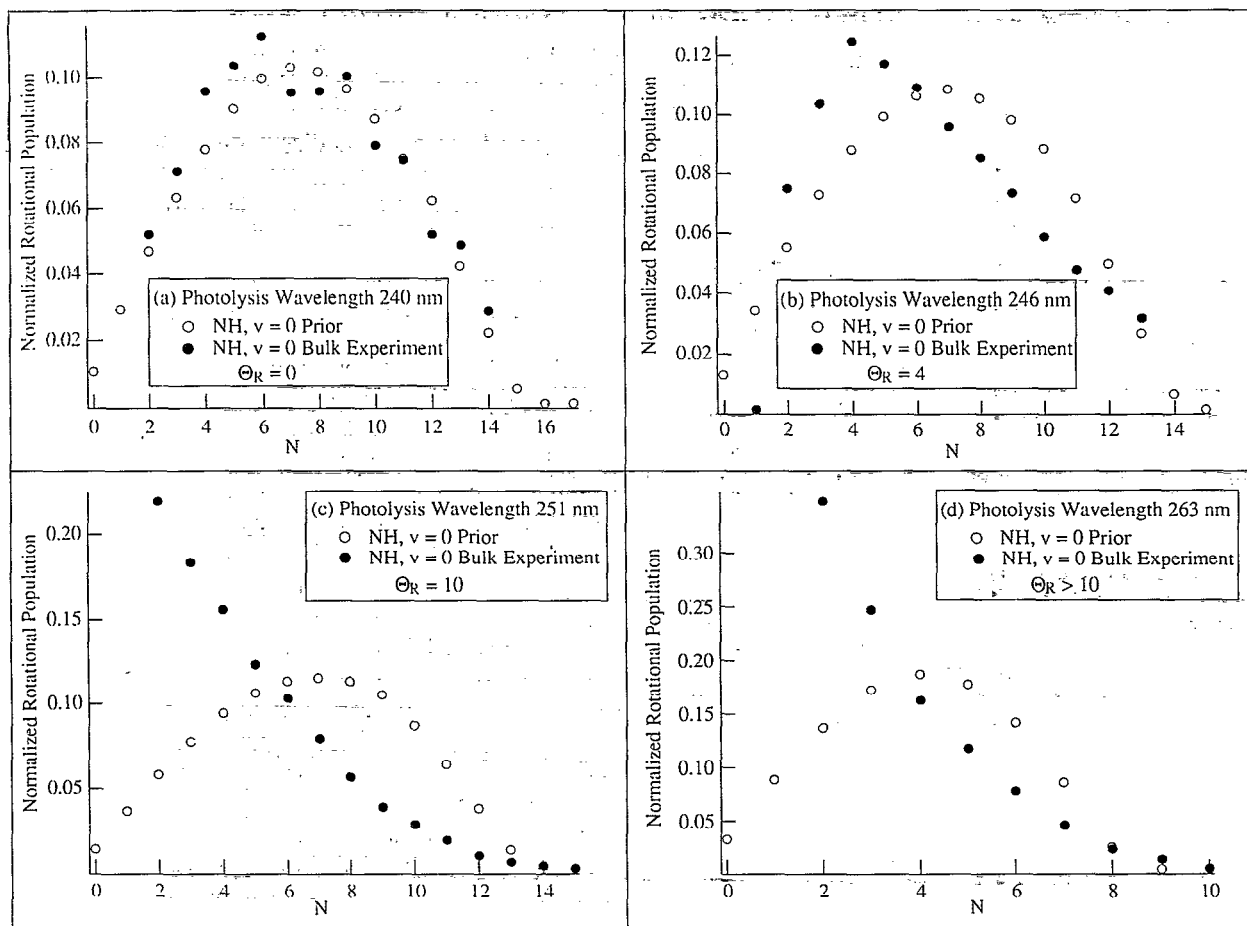 Normalized Rotational Population
0.10
0.08
0.06
0.04
0.02
(a) Photolysis Wavelength 240 nm
○ NH, v = 0 Prior
● NH, v = 0 Bulk Experiment
Θ_R = 0
0 2 4 6 8 10 12 14 16
N
Normalized Rotational Population
0.12
0.10
0.08
0.06
0.04
0.02
(b) Photolysis Wavelength 246 nm
○ NH, v = 0 Prior
● NH, v = 0 Bulk Experiment
Θ_R = 4
0 2 4 6 8 10 12 14
N
Normalized Rotational Population
0.20
0.15
0.10
0.05
(c) Photolysis Wavelength 251 nm
○ NH, v = 0 Prior
● NH, v = 0 Bulk Experiment
Θ_R = 10
0 2 4 6 8 10 12 14
N
Normalized Rotational Population
0.30
0.25
0.20
0.15
0.10
0.05
(d) Photolysis Wavelength 263 nm
○ NH, v = 0 Prior
● NH, v = 0 Bulk Experiment
Θ_R > 10
0 2 4 6 8 10
N